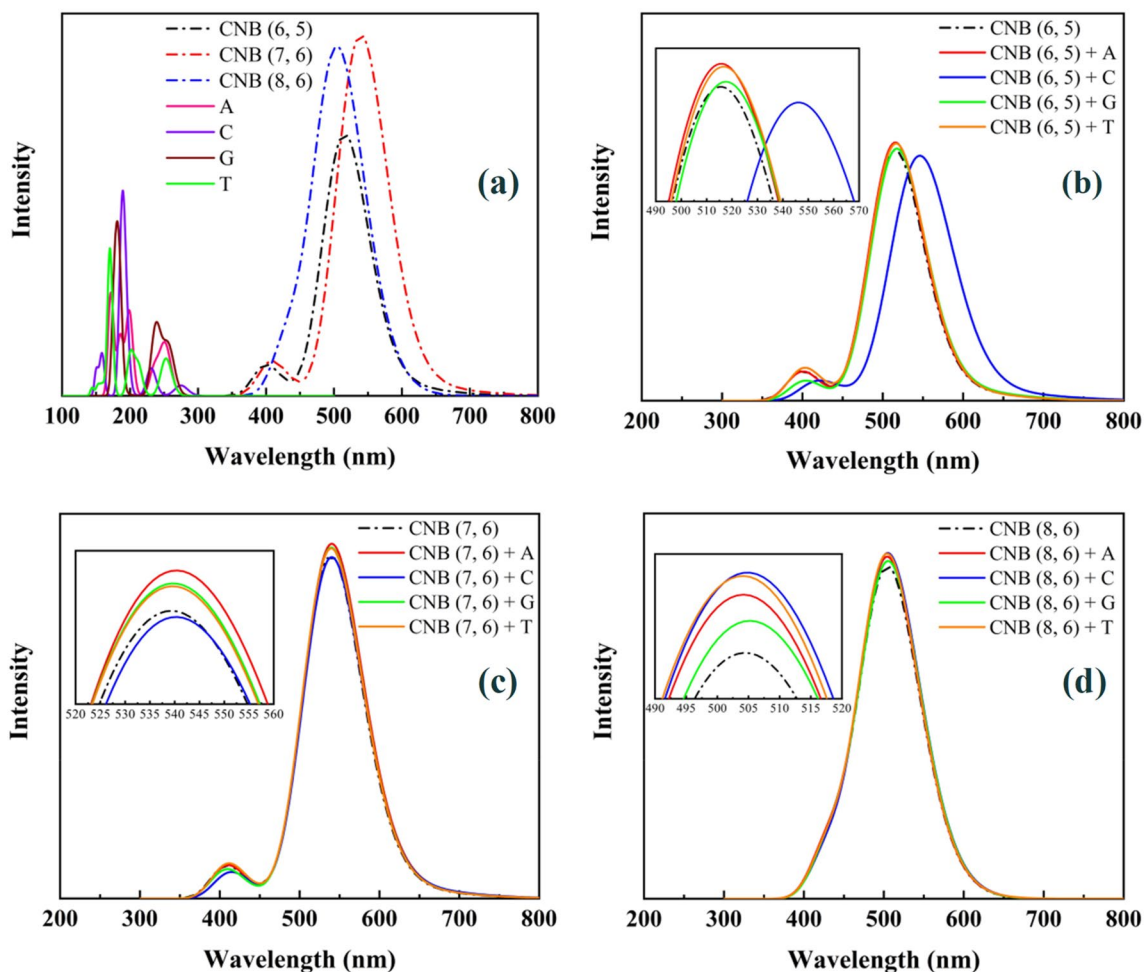 CNB (6, 5)
CNB (7, 6)
CNB (8, 6)
A
C
G
T
(a)
Intensity
100 200 300 400 500 600 700 800
Wavelength (nm)
CNB (6, 5)
CNB (6, 5) + A
CNB (6, 5) + C
CNB (6, 5) + G
CNB (6, 5) + T
490 500 510 520 530 540 550 560 570
(b)
Intensity
200 300 400 500 600 700 800
Wavelength (nm)
CNB (7, 6)
CNB (7, 6) + A
CNB (7, 6) + C
CNB (7, 6) + G
CNB (7, 6) + T
520 525 530 535 540 545 550 555 560
(c)
Intensity
200 300 400 500 600 700 800
Wavelength (nm)
CNB (8, 6)
CNB (8, 6) + A
CNB (8, 6) + C
CNB (8, 6) + G
CNB (8, 6) + T
490 495 500 505 510 515 520
(d)
Intensity
200 300 400 500 600 700 800
Wavelength (nm)